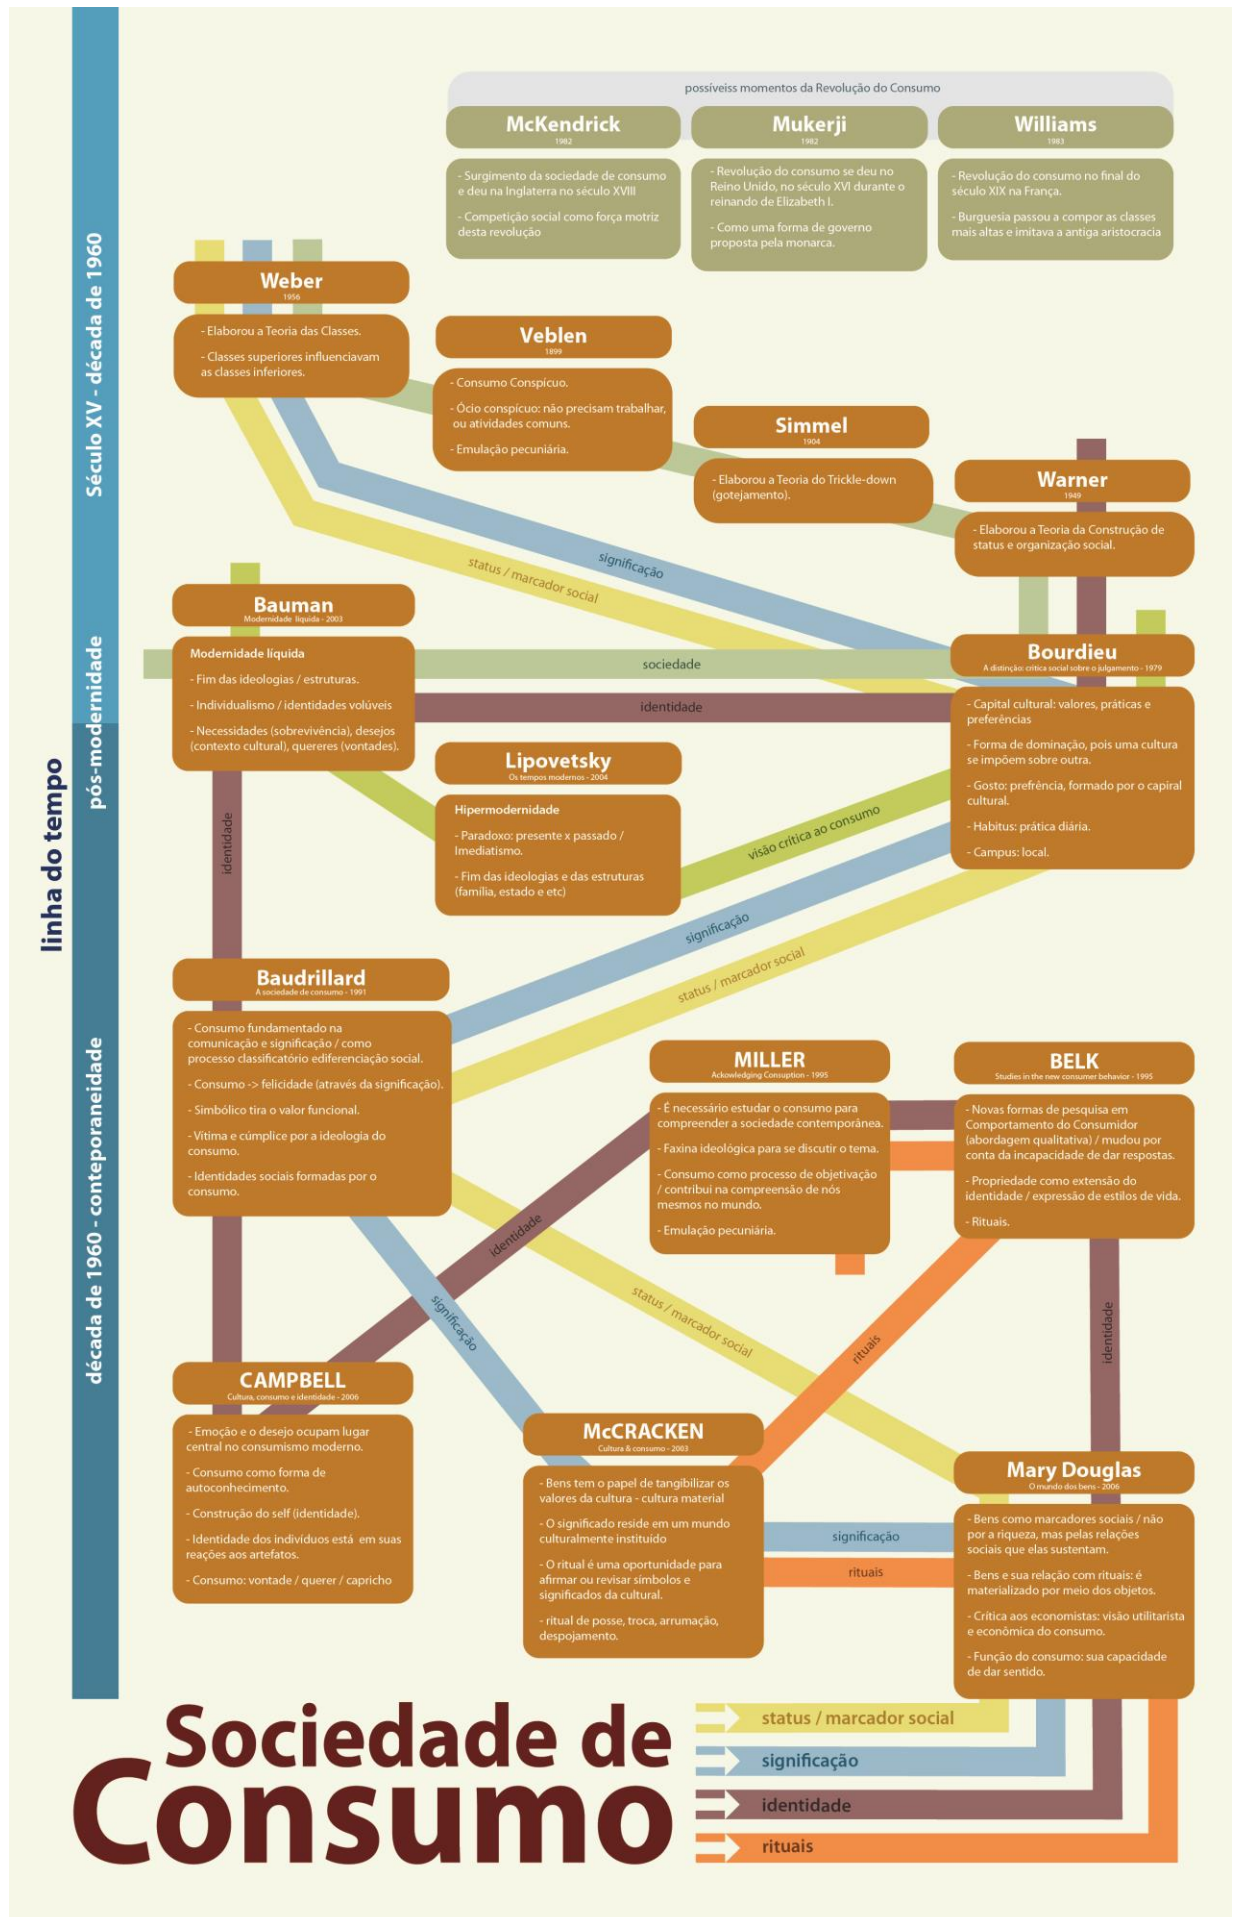 possíveiss momentos da Revolução do Consumo
McKendrick
1982
- Surgimento da sociedade de consumo
e deu na Inglaterra no século XVIII
- Competição social como força motriz
desta revolução
Mukerji
1982
- Revolução do consumo se deu no
Reino Unido, no século XVI durante o
reinando de Elizabeth I.
- Como uma forma de governo
proposta pela monarca.
Williams
1983
- Revolução do consumo no final do
século XIX na França.
- Burguesia passou a compor as classes
mais altas e imitava a antiga aristocracia
linha do tempo
Século XV - década de 1960
pós-modernidade
década de 1960 - conteporaneidade
Weber
1956
- Elaborou a Teoria das Classes.
- Classes superiores influenciavam
as classes inferiores.
Veblen
1899
- Consumo Conspícuo.
- Ócio conspícuo: não precisam trabalhar,
ou atividades comuns.
- Emulação pecuniária.
Simmel
1904
- Elaborou a Teoria do Trickle-down
(gotejamento).
Warner
1949
- Elaborou a Teoria da Construção de
status e organização social.
significação
status / marcador social
Bauman
Modernidade líquida - 2003
Modernidade líquida
- Fim das ideologias / estruturas.
- Individualismo / identidades volúveis
- Necessidades (sobrevivência), desejos
(contexto cultural), quereres (vontades).
sociedade
identidade
Bourdieu
A distinção: crítica social sobre o julgamento - 1979
- Capital cultural: valores, práticas e
preferências
- Forma de dominação, pois uma cultura
se impõem sobre outra.
- Gosto: prefrência, formado por o capiral
cultural.
- Habitus: prática diária.
- Campus: local.
Lipovetsky
Os tempos modernos - 2004
Hipermodernidade
- Paradoxo: presente x passado /
Imediatismo.
- Fim das ideologias e das estruturas
(família, estado e etc)
identidade
visão crítica ao consumo
significação
status / marcador social
Baudrillard
A sociedade de consumo - 1991
- Consumo fundamentado na
comunicação e significação / como
processo classificatório ediferenciação social.
- Consumo -> felicidade (através da significação).
- Simbólico tira o valor funcional.
- Vítima e cúmplice por a ideologia do
consumo.
- Identidades sociais formadas por o
consumo.
MILLER
Ackowledging Consuption - 1995
- É necessário estudar o consumo para
compreender a sociedade contemporânea.
- Faxina ideológica para se discutir o tema.
- Consumo como processo de objetivação
/ contribui na compreensão de nós
mesmos no mundo.
- Emulação pecuniária.
BELK
Studies in the new consumer behavior - 1995
- Novas formas de pesquisa em
Comportamento do Consumidor
(abordagem qualitativa) / mudou por
conta da incapacidade de dar respostas.
- Propriedade como extensão do
identidade / expressão de estilos de vida.
- Rituais.
identidade
significação
status / marcador social
rituais
identidade
CAMPBELL
Cultura, consumo e identidade - 2006
- Emoção e o desejo ocupam lugar
central no consumismo moderno.
- Consumo como forma de
autoconhecimento.
- Construção do self (identidade).
- Identidade dos indivíduos está em suas
reações aos artefatos.
- Consumo: vontade / querer / capricho
McCRACKEN
Cultura & consumo - 2003
- Bens tem o papel de tangibilizar os
valores da cultura - cultura material
- O significado reside em um mundo
culturalmente instituido
- O ritual é uma oportunidade para
afirmar ou revisar símbolos e
significados da cultural.
- ritual de posse, troca, arrumação,
despojamento.
significação
rituais
Mary Douglas
O mundo dos bens - 2006
- Bens como marcadores sociais / não
por a riqueza, mas pelas relações
sociais que elas sustentam.
- Bens e sua relação com rituais: é
materializado por meio dos objetos.
- Crítica aos economistas: visão utilitarista
e econômica do consumo.
- Função do consumo: sua capacidade
de dar sentido.
Sociedade de
Consumo
status / marcador social
significação
identidade
rituais